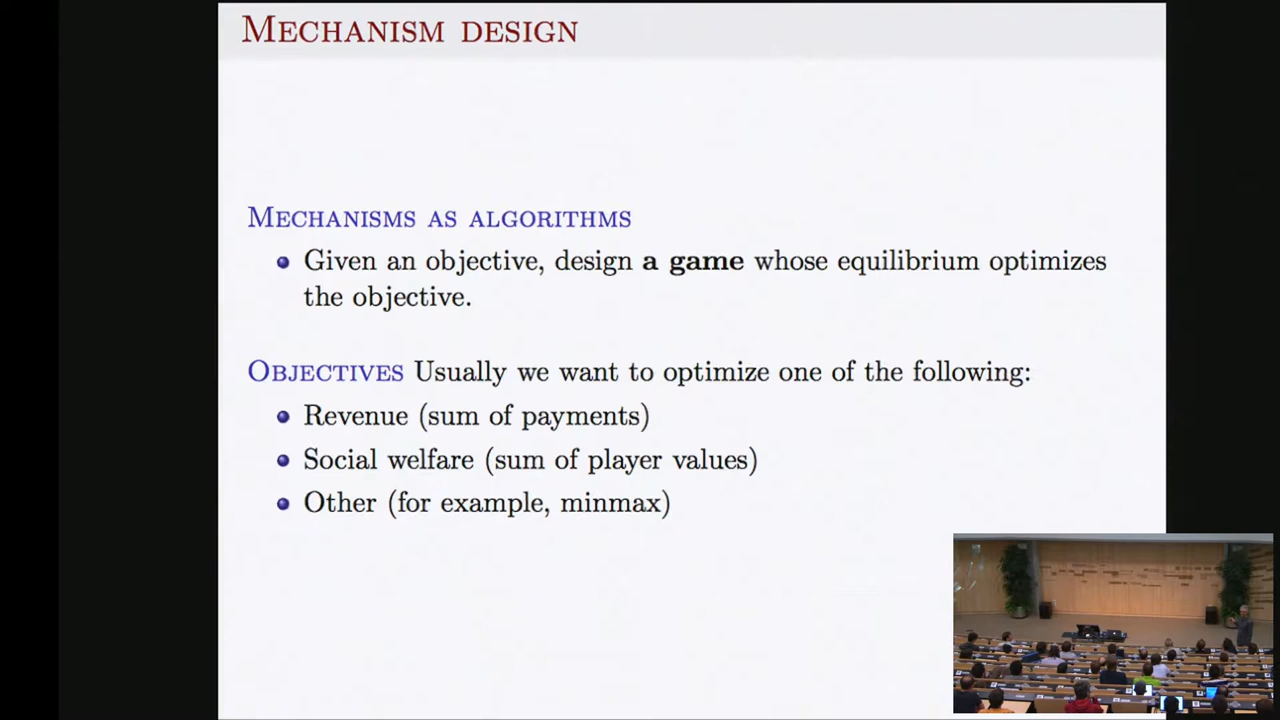 Mechanism design
Mechanisms as algorithms
Given an objective, design a game whose equilibrium optimizes
the objective.
Objectives Usually we want to optimize one of the following:
Revenue (sum of payments)
Social welfare (sum of player values)
Other (for example, minmax)